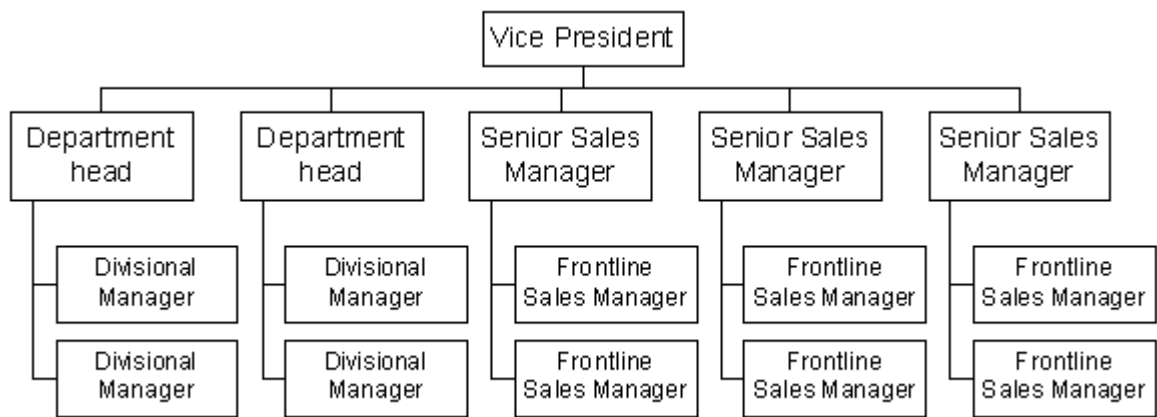 Vice President
Department
head
Department
head
Senior Sales
Manager
Senior Sales
Manager
Senior Sales
Manager
Divisional
Manager
Divisional
Manager
Frontline
Sales Manager
Frontline
Sales Manager
Frontline
Sales Manager
Divisional
Manager
Divisional
Manager
Frontline
Sales Manager
Frontline
Sales Manager
Frontline
Sales Manager